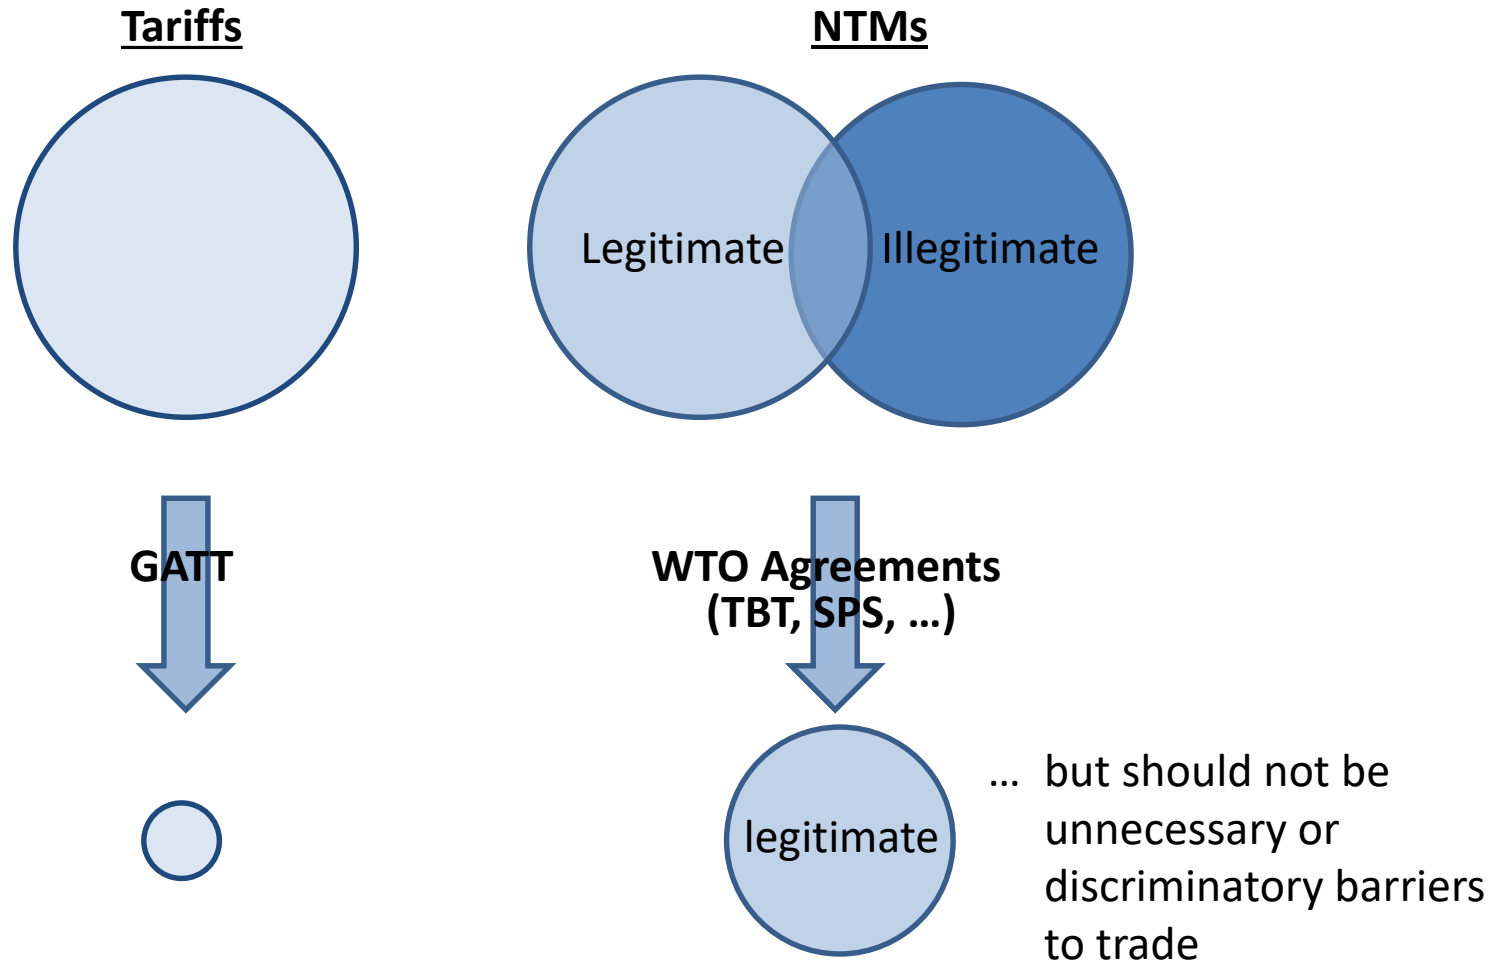 Tariffs
NTMs
Legitimate
Illegitimate
GATT
WTO Agreements
(TBT, SPS, ...)
legitimate
... but should not be
unnecessary or
discriminatory barriers
to trade